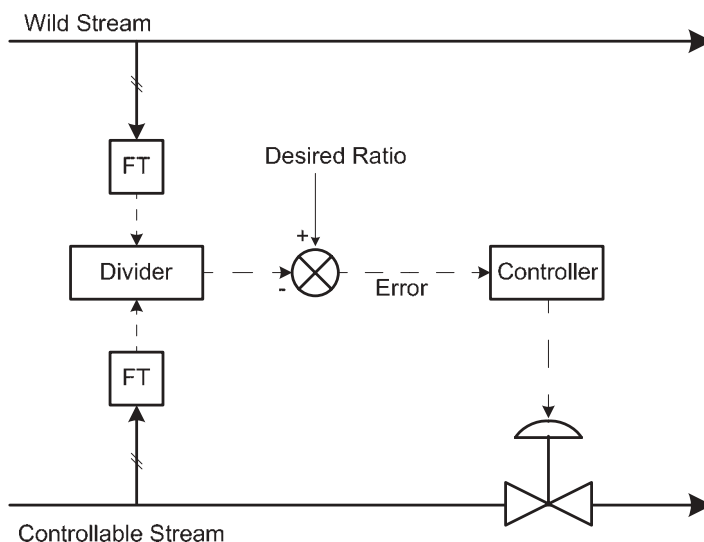 Wild Stream
FT
Desired Ratio
+
Divider
-
Error
Controller
FT
Controllable Stream